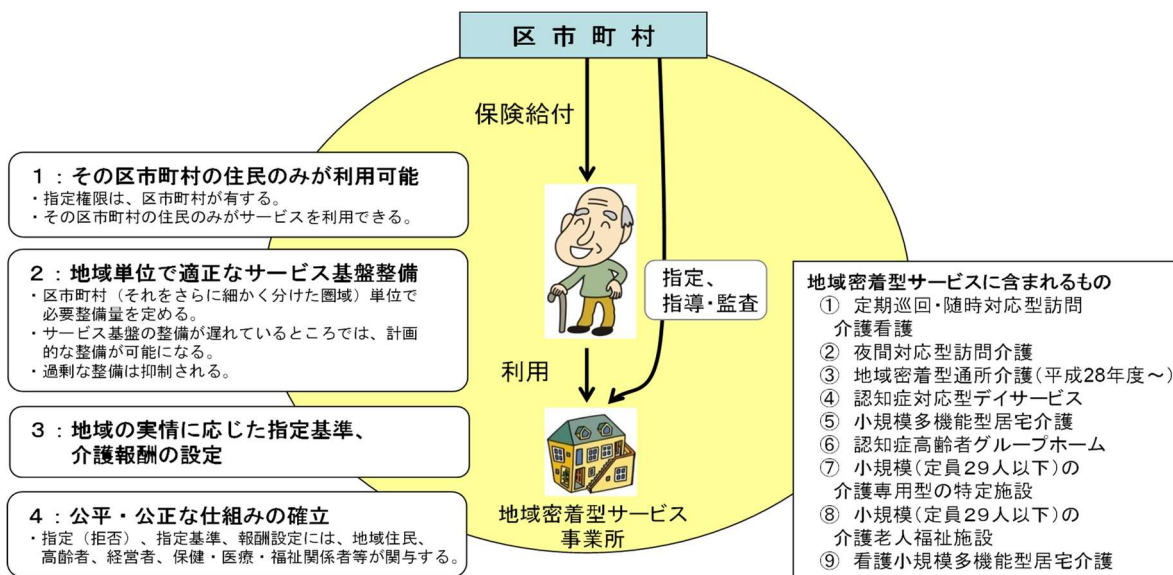 区市町村
保険給付
1：その区市町村の住民のみが利用可能
・指定権限は、区市町村が有する。
・その区市町村の住民のみがサービスを利用できる。
2：地域単位で適正なサービス基盤整備
・区市町村（それをさらに細かく分けた圏域）単位で
必要整備量を定める。
・サービス基盤の整備が遅れているところでは、計画
的な整備が可能になる。
・過剰な整備は抑制される。
3：地域の実情に応じた指定基準、
介護報酬の設定
4：公平・公正な仕組みの確立
・指定（拒否）、指定基準、報酬設定には、地域住民、
高齢者、経営者、保健・医療・福祉関係者等が関与する。
指定、
指導・監査
利用
地域密着型サービス
事業所
地域密着型サービスに含まれるもの
① 定期巡回・随時対応型訪問
介護看護
② 夜間対応型訪問介護
③ 地域密着型通所介護（平成28年度～）
④ 認知症対応型デイサービス
⑤ 小規模多機能型居宅介護
⑥ 認知症高齢者グループホーム
⑦ 小規模（定員29人以下）の
介護専用型の特定施設
⑧ 小規模（定員29人以下）の
介護老人福祉施設
⑨ 看護小規模多機能型居宅介護